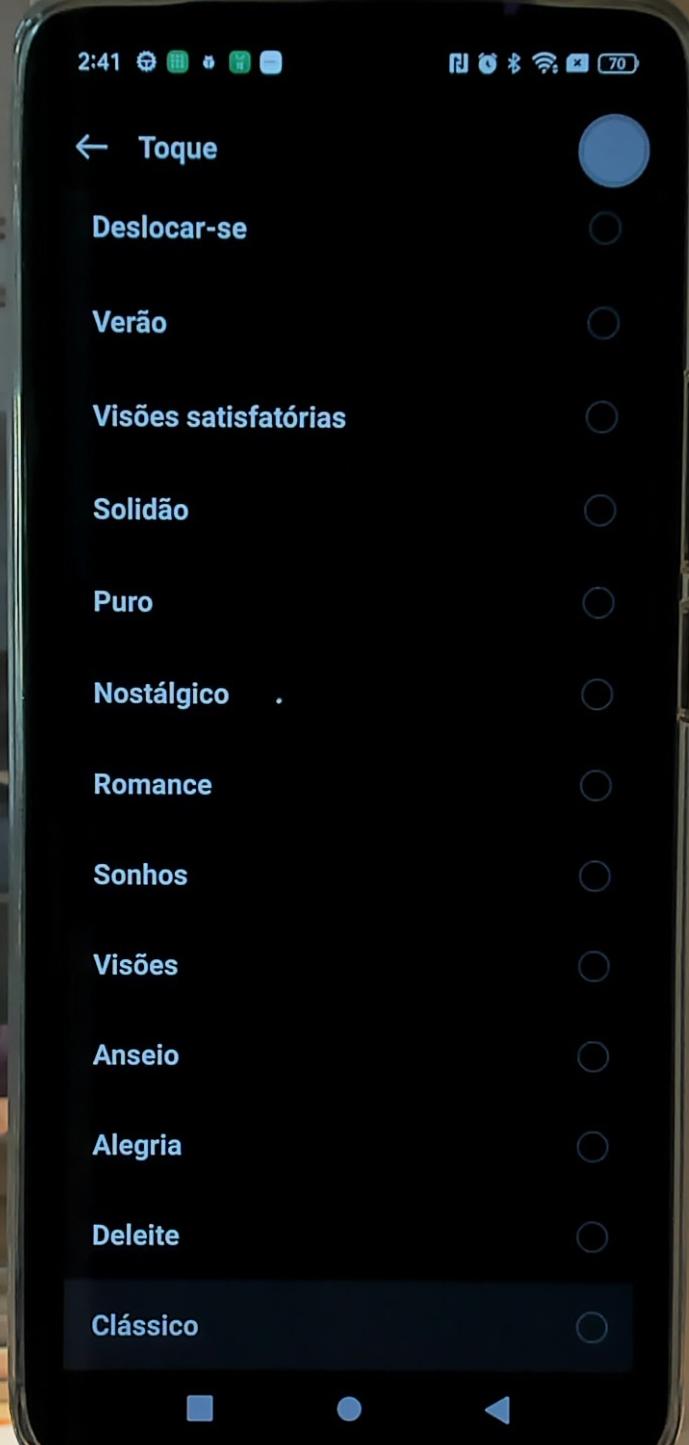 2:41 70
Toque
Deslocar-se
Verão
Visões satisfatórias
Solidão
Puro
Nostálgico
Romance
Sonhos
Visões
Anseio
Alegria
Deleite
Clássico